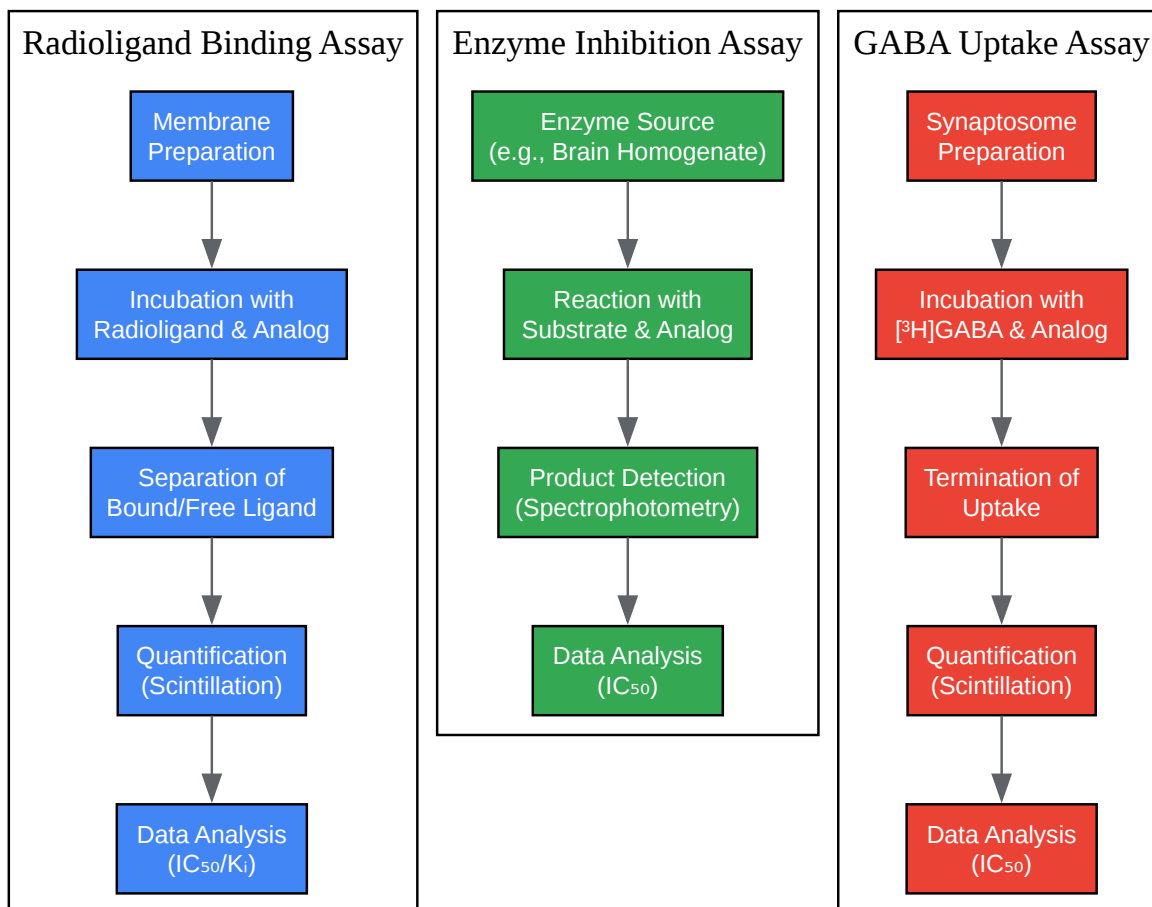 Radioligand Binding Assay
Membrane
Preparation
Incubation with
Radioligand & Analog
Separation of
Bound/Free Ligand
Quantification
(Scintillation)
Data Analysis
(IC₅₀/Kᵢ)
Enzyme Inhibition Assay
Enzyme Source
(e.g., Brain Homogenate)
Reaction with
Substrate & Analog
Product Detection
(Spectrophotometry)
Data Analysis
(IC₅₀)
GABA Uptake Assay
Synaptosome
Preparation
Incubation with
[³H]GABA & Analog
Termination of
Uptake
Quantification
(Scintillation)
Data Analysis
(IC₅₀)